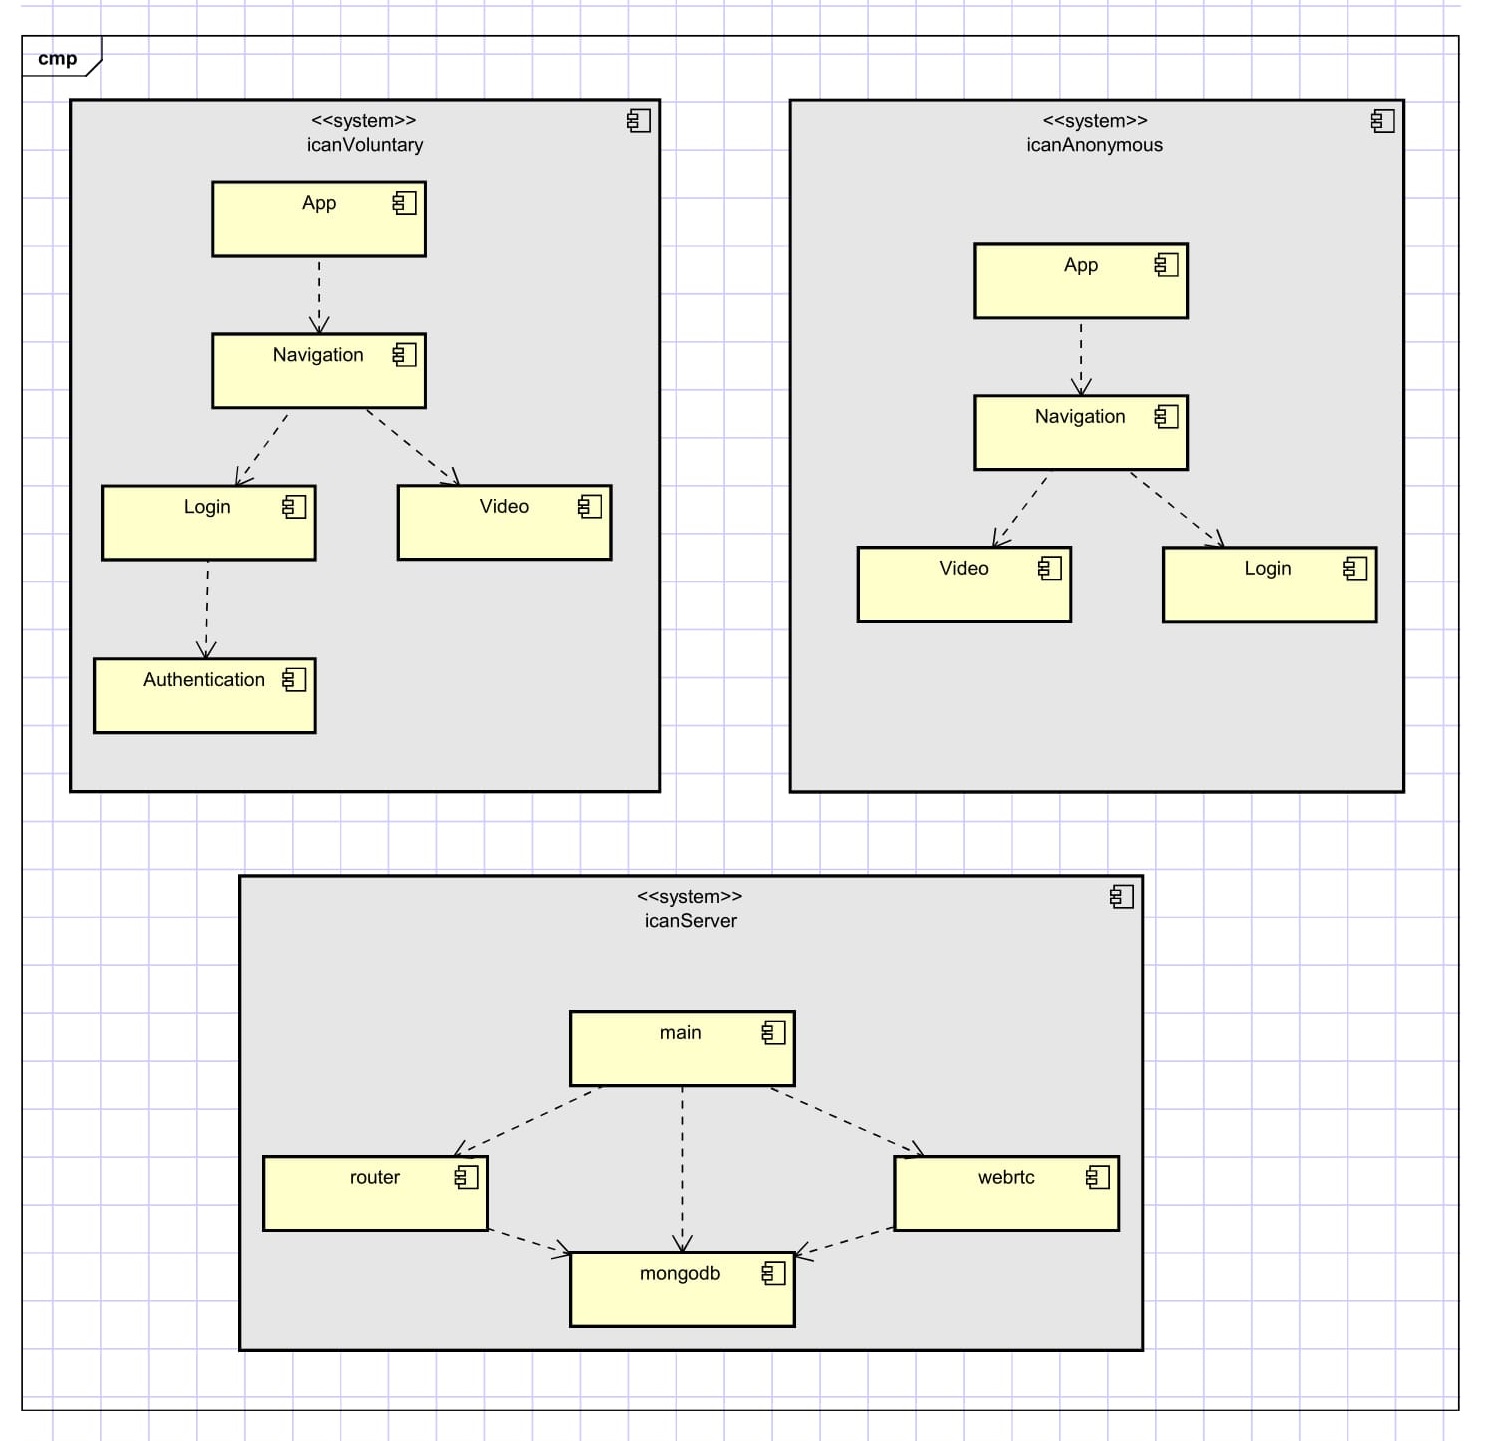 cmp
<<system>>
icanVoluntary
App
Navigation
Login
Video
Authentication
<<system>>
icanAnonymous
App
Navigation
Video
Login
<<system>>
icanServer
main
router
webrtc
mongodb